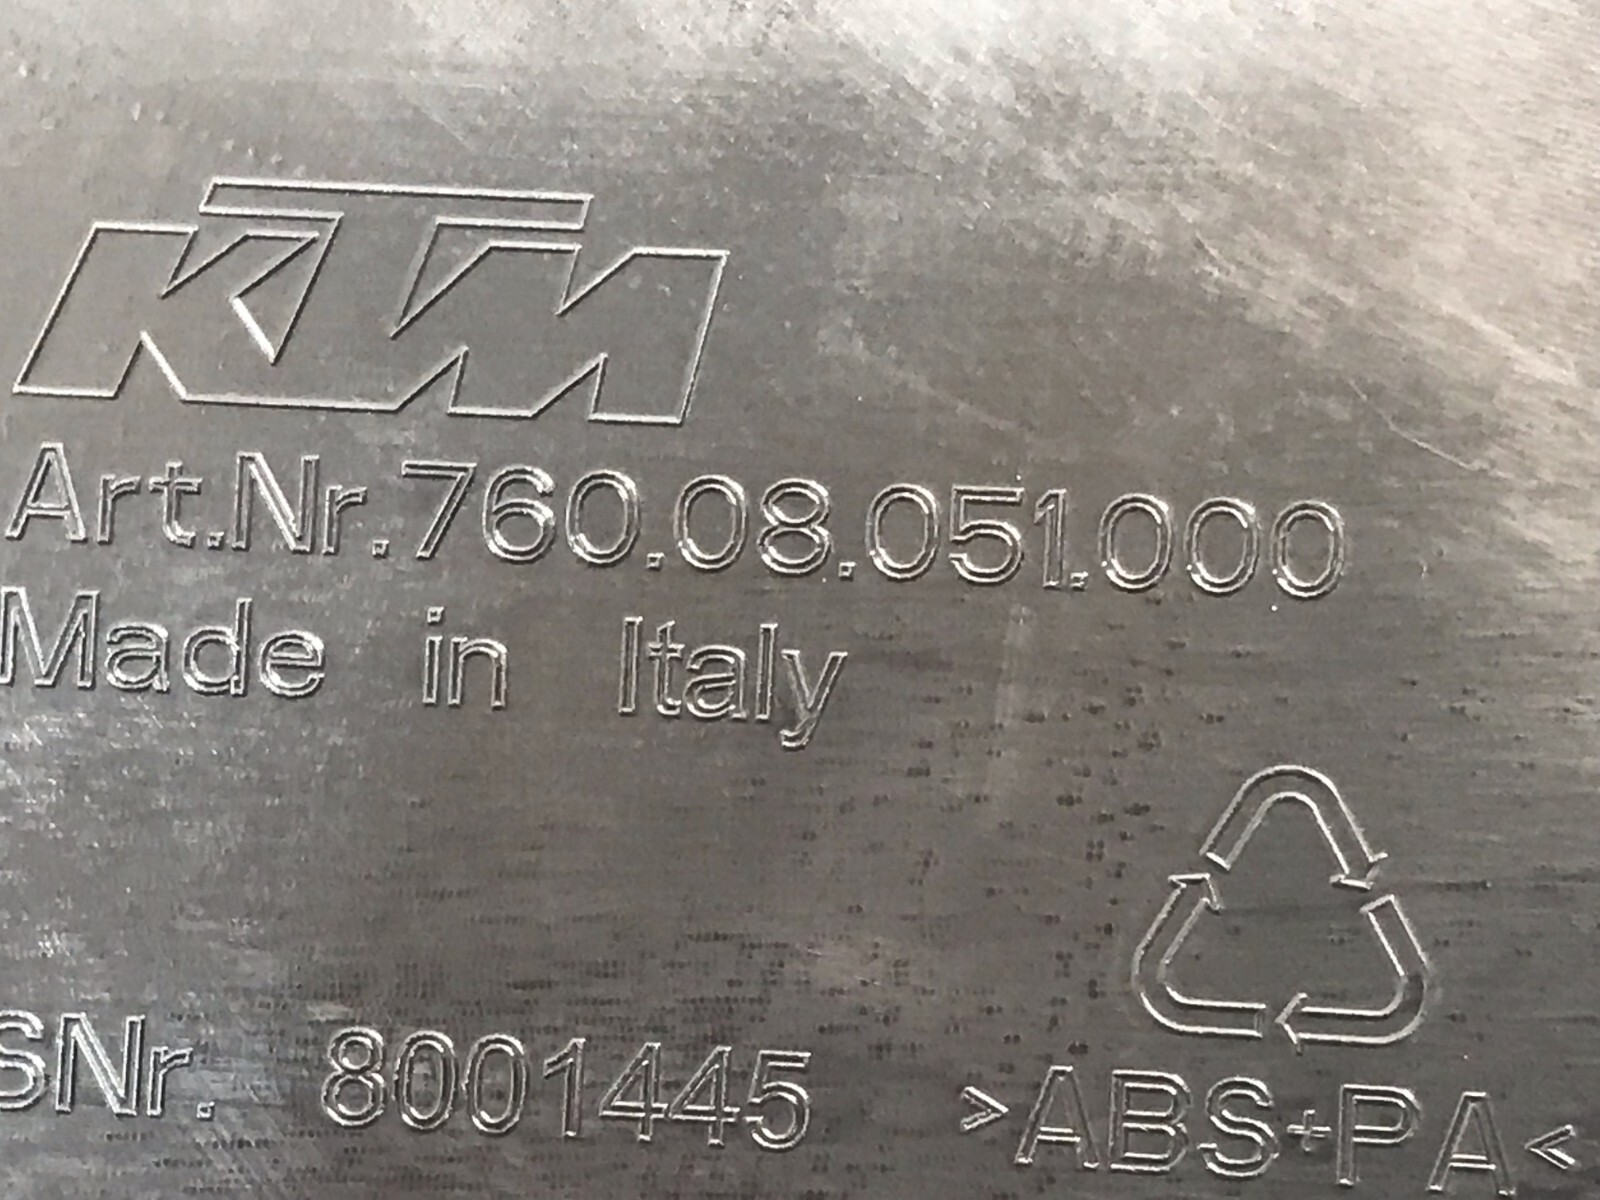 KTM
Art.Nr.760.08.051.000
Made in Italy
SNr. 8001445
>ABS+PA<